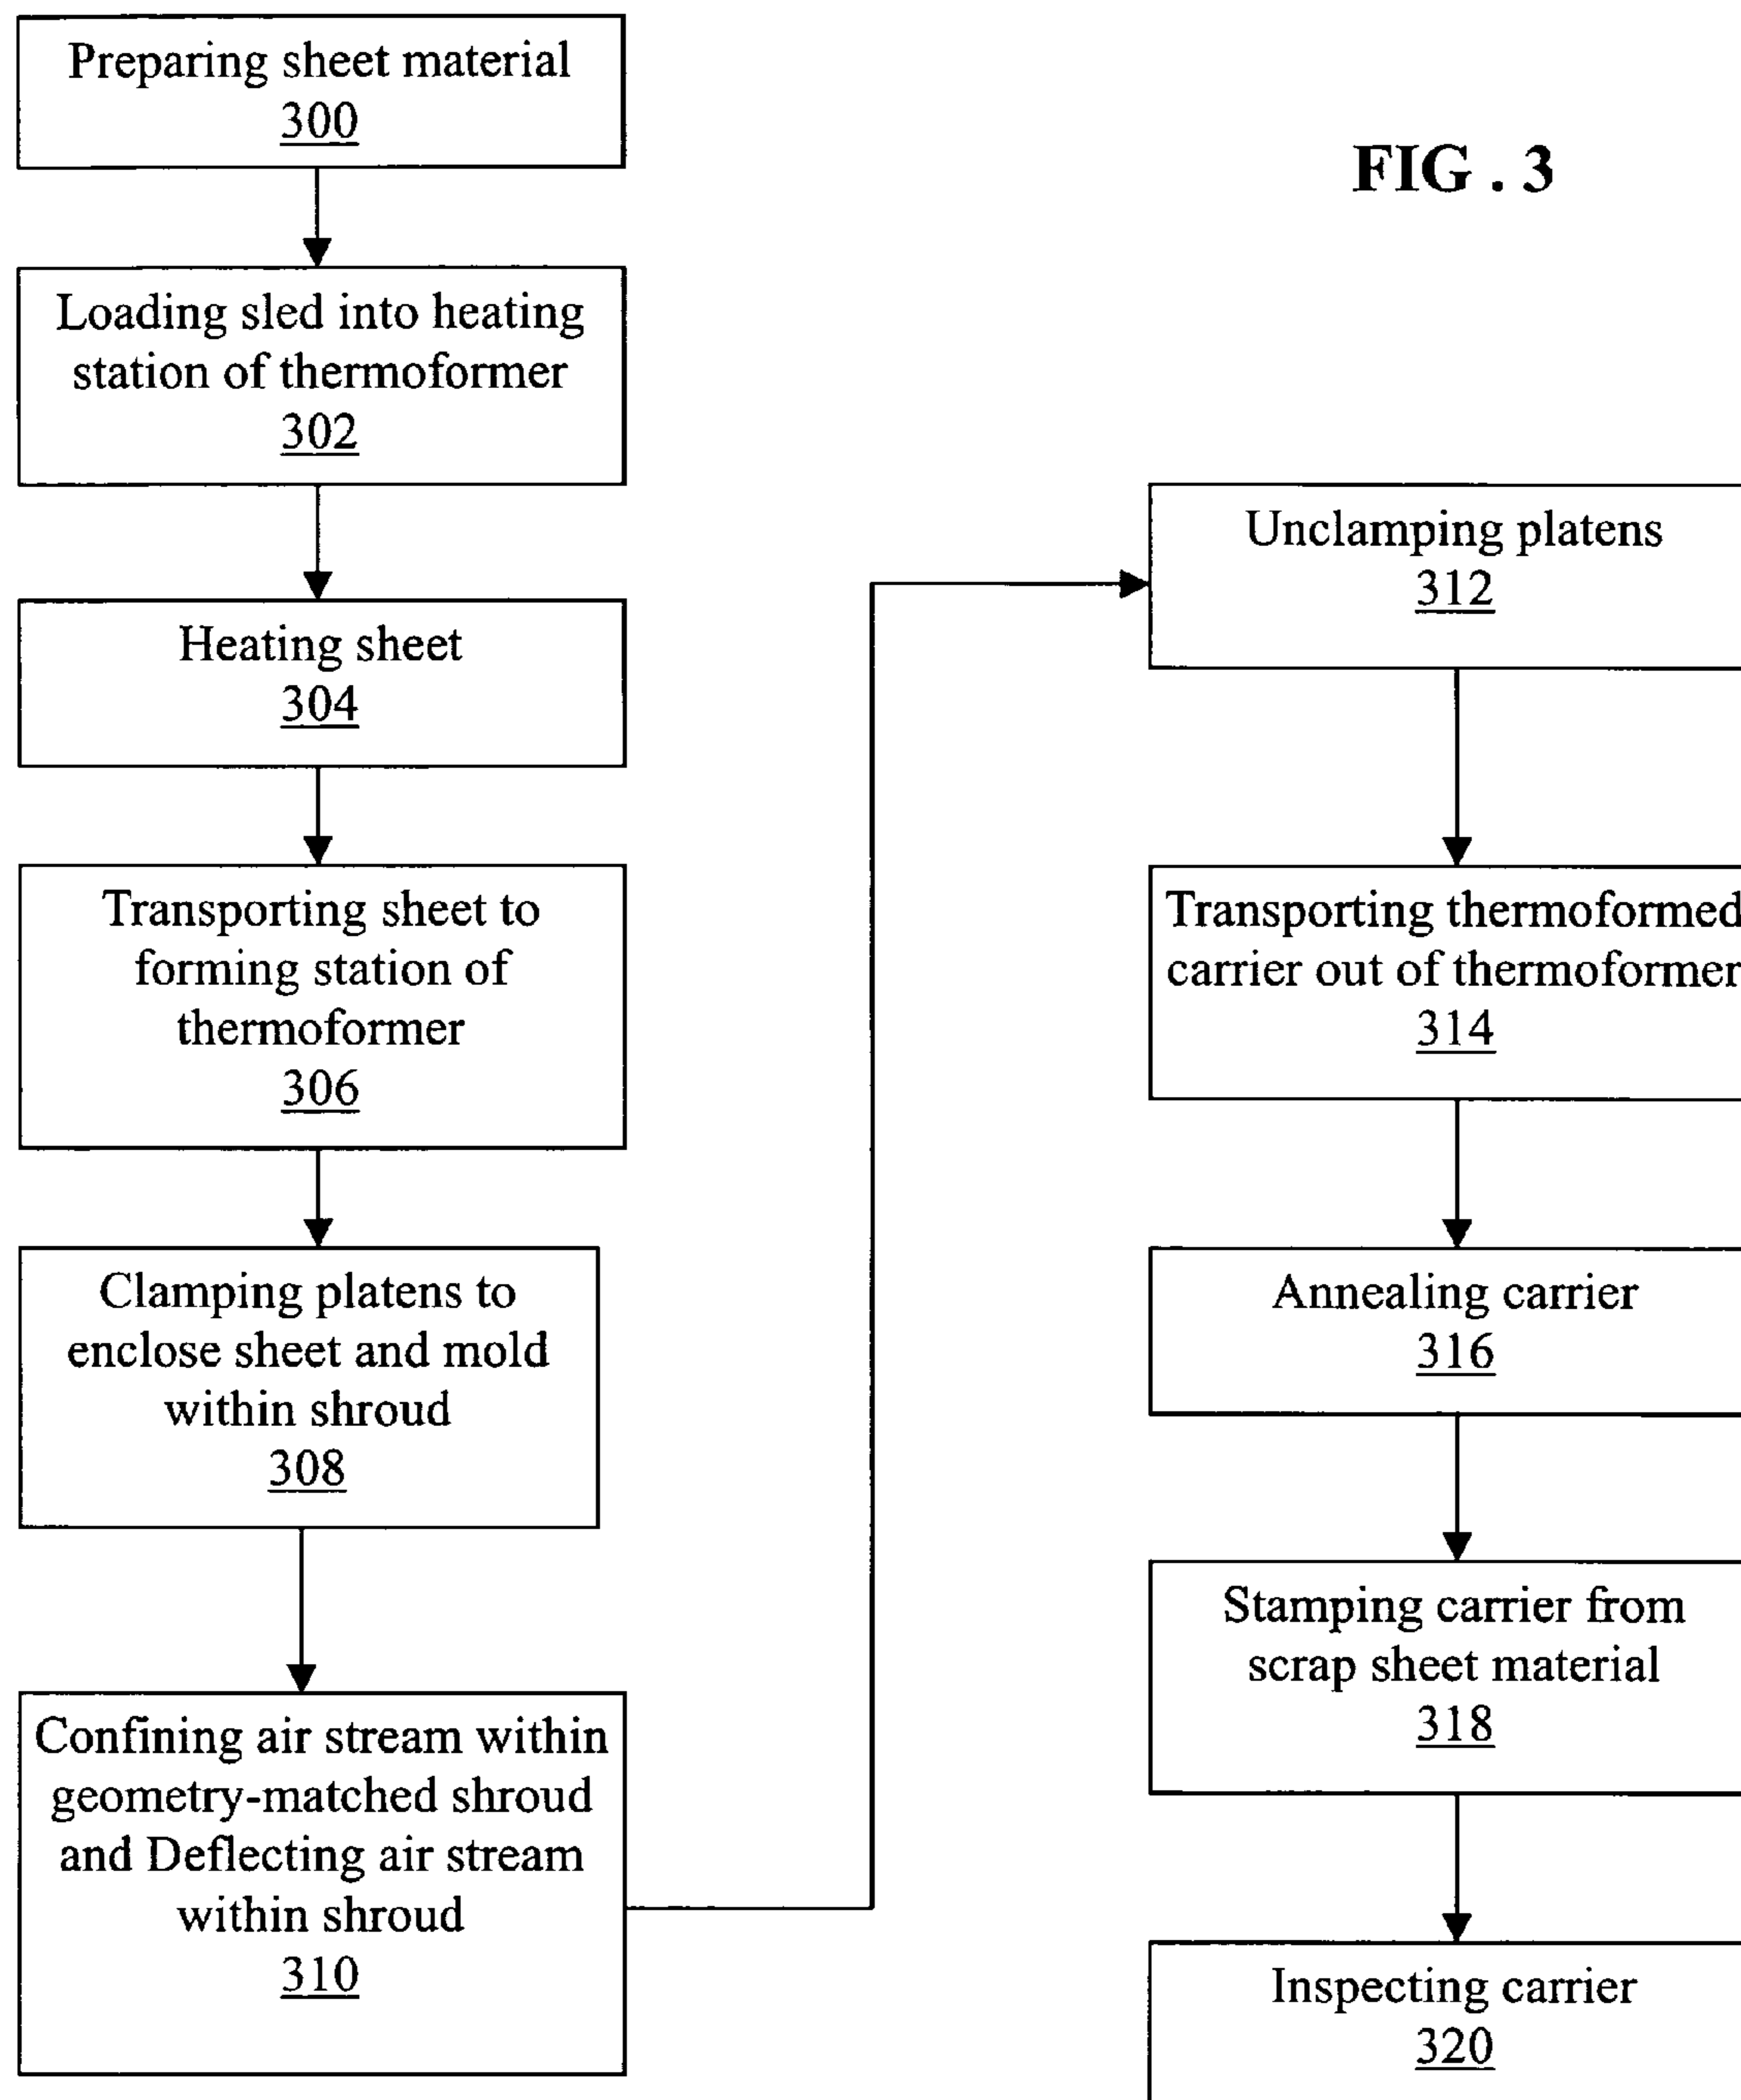 Preparing sheet material
300
FIG . 3
Loading sled into heating
station of thermoformer
302
Heating sheet
304
Transporting sheet to
forming station of
thermoformer
306
Clamping platens to
enclose sheet and mold
within shroud
308
Confining air stream within
geometry-matched shroud
and Deflecting air stream
within shroud
310
Unclamping platens
312
Transporting thermoformed
carrier out of thermoformer
314
Annealing carrier
316
Stamping carrier from
scrap sheet material
318
Inspecting carrier
320